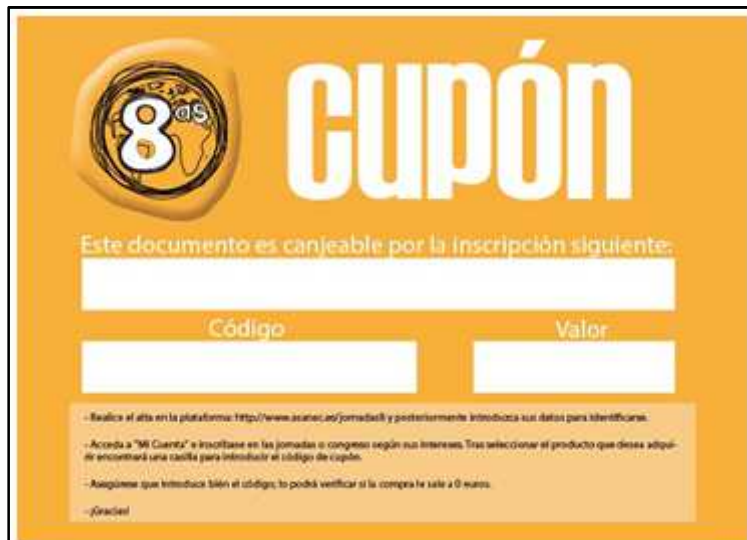 8as
cupón
Este documento es canjeable por la inscripción siguiente:
Código
Valor
- Realice el alta en la plataforma: http://www.asanec.es/jornadas8 y posteriormente introduzca sus datos para identificarse.
- Acceda a "Mi Cuenta" e inscríbase en las jornadas o congreso según sus intereses. Tras seleccionar el producto que desea adqui-
rir encontrará una casilla para introducir el código de cupón.
- Asegúrese que introduce bién el código, lo podrá verificar si la compra le sale a 0 euros.
- ¡Gracias!